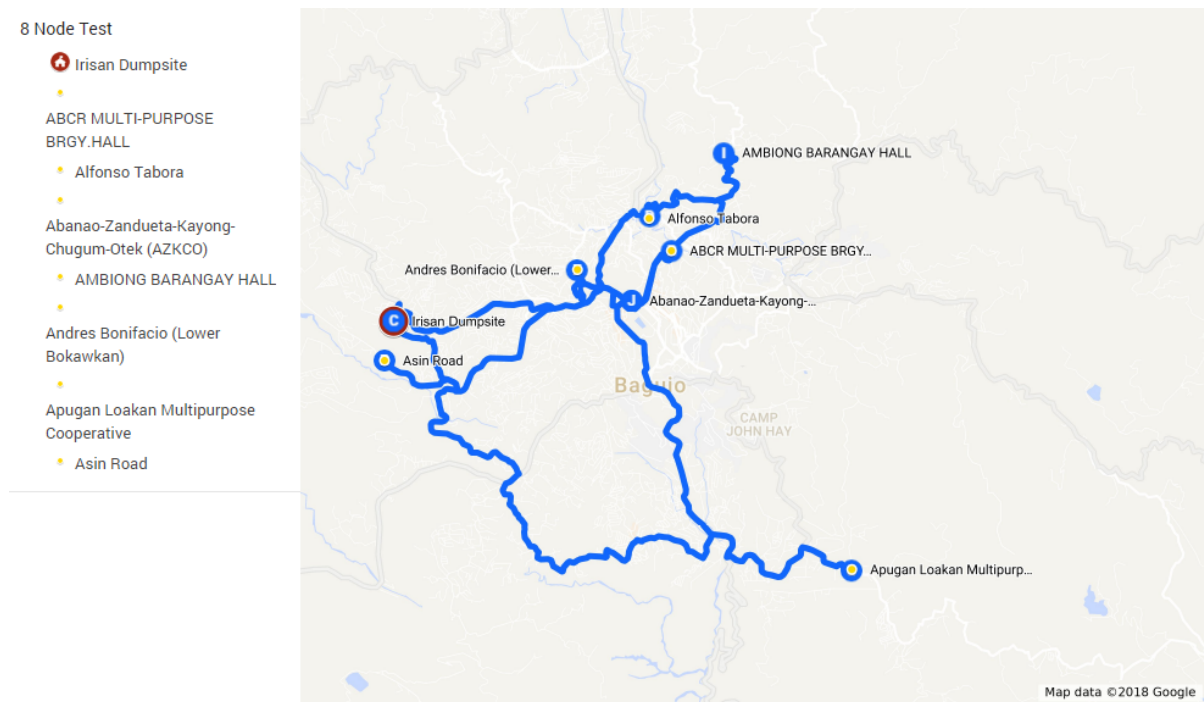 8 Node Test
Irisan Dumpsite
ABCR MULTI-PURPOSE
BRGY.HALL
Alfonso Tabora
Abanao-Zandueta-Kayong-
Chugum-Otek (AZKCO)
AMBIONG BARANGAY HALL
Andres Bonifacio (Lower
Bokawkan)
Apugan Loakan Multipurpose
Cooperative
Asin Road
I AMBIONG BARANGAY HALL
Alfonso Tabora
ABCR MULTI-PURPOSE BRGY...
Andres Bonifacio (Lower...
Abanao-Zandueta-Kayong-...
C Irisan Dumpsite
Asin Road
Baguio
CAMP
JOHN HAY
Apugan Loakan Multipurp...
Map data ©2018 Google